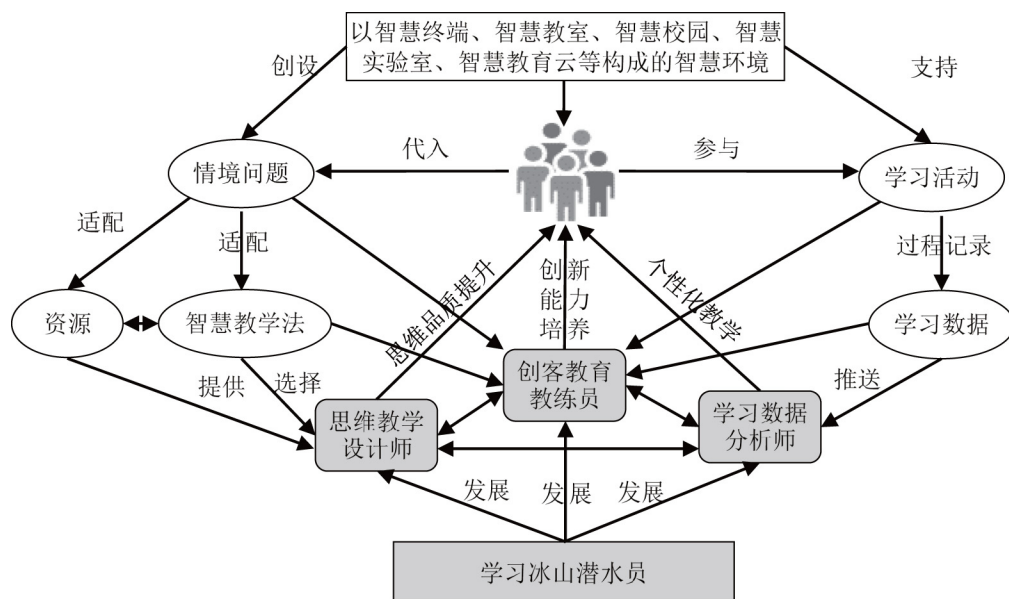 以智慧终端、智慧教室、智慧校园、智慧
实验室、智慧教育云等构成的智慧环境
创设
支持
代入
参与
情境问题
学习活动
适配
适配
过程记录
思维品质提升
创新
能力
培养
个性化教学
资源
智慧教学法
学习数据
提供
选择
创客教育
教练员
推送
思维教学
设计师
学习数据
分析师
发展
发展
发展
学习冰山潜水员